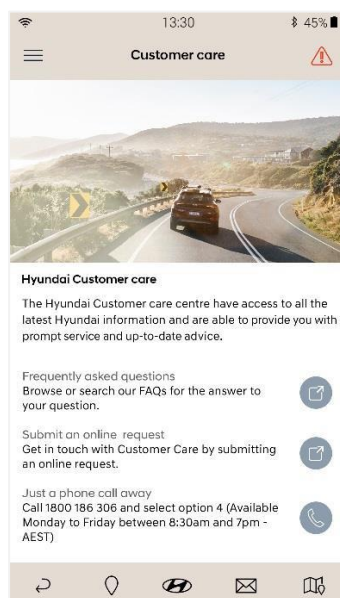 13:30
45%
Customer care
Hyundai Customer care
The Hyundai Customer care centre have access to all the
latest Hyundai information and are able to provide you with
prompt service and up-to-date advice.
Frequently asked questions
Browse or search our FAQs for the answer to
your question.
Submit an online request
Get in touch with Customer Care by submitting
an online request.
Just a phone call away
Call 1800 186 306 and select option 4 (Available
Monday to Friday between 8:30am and 7pm -
AEST)